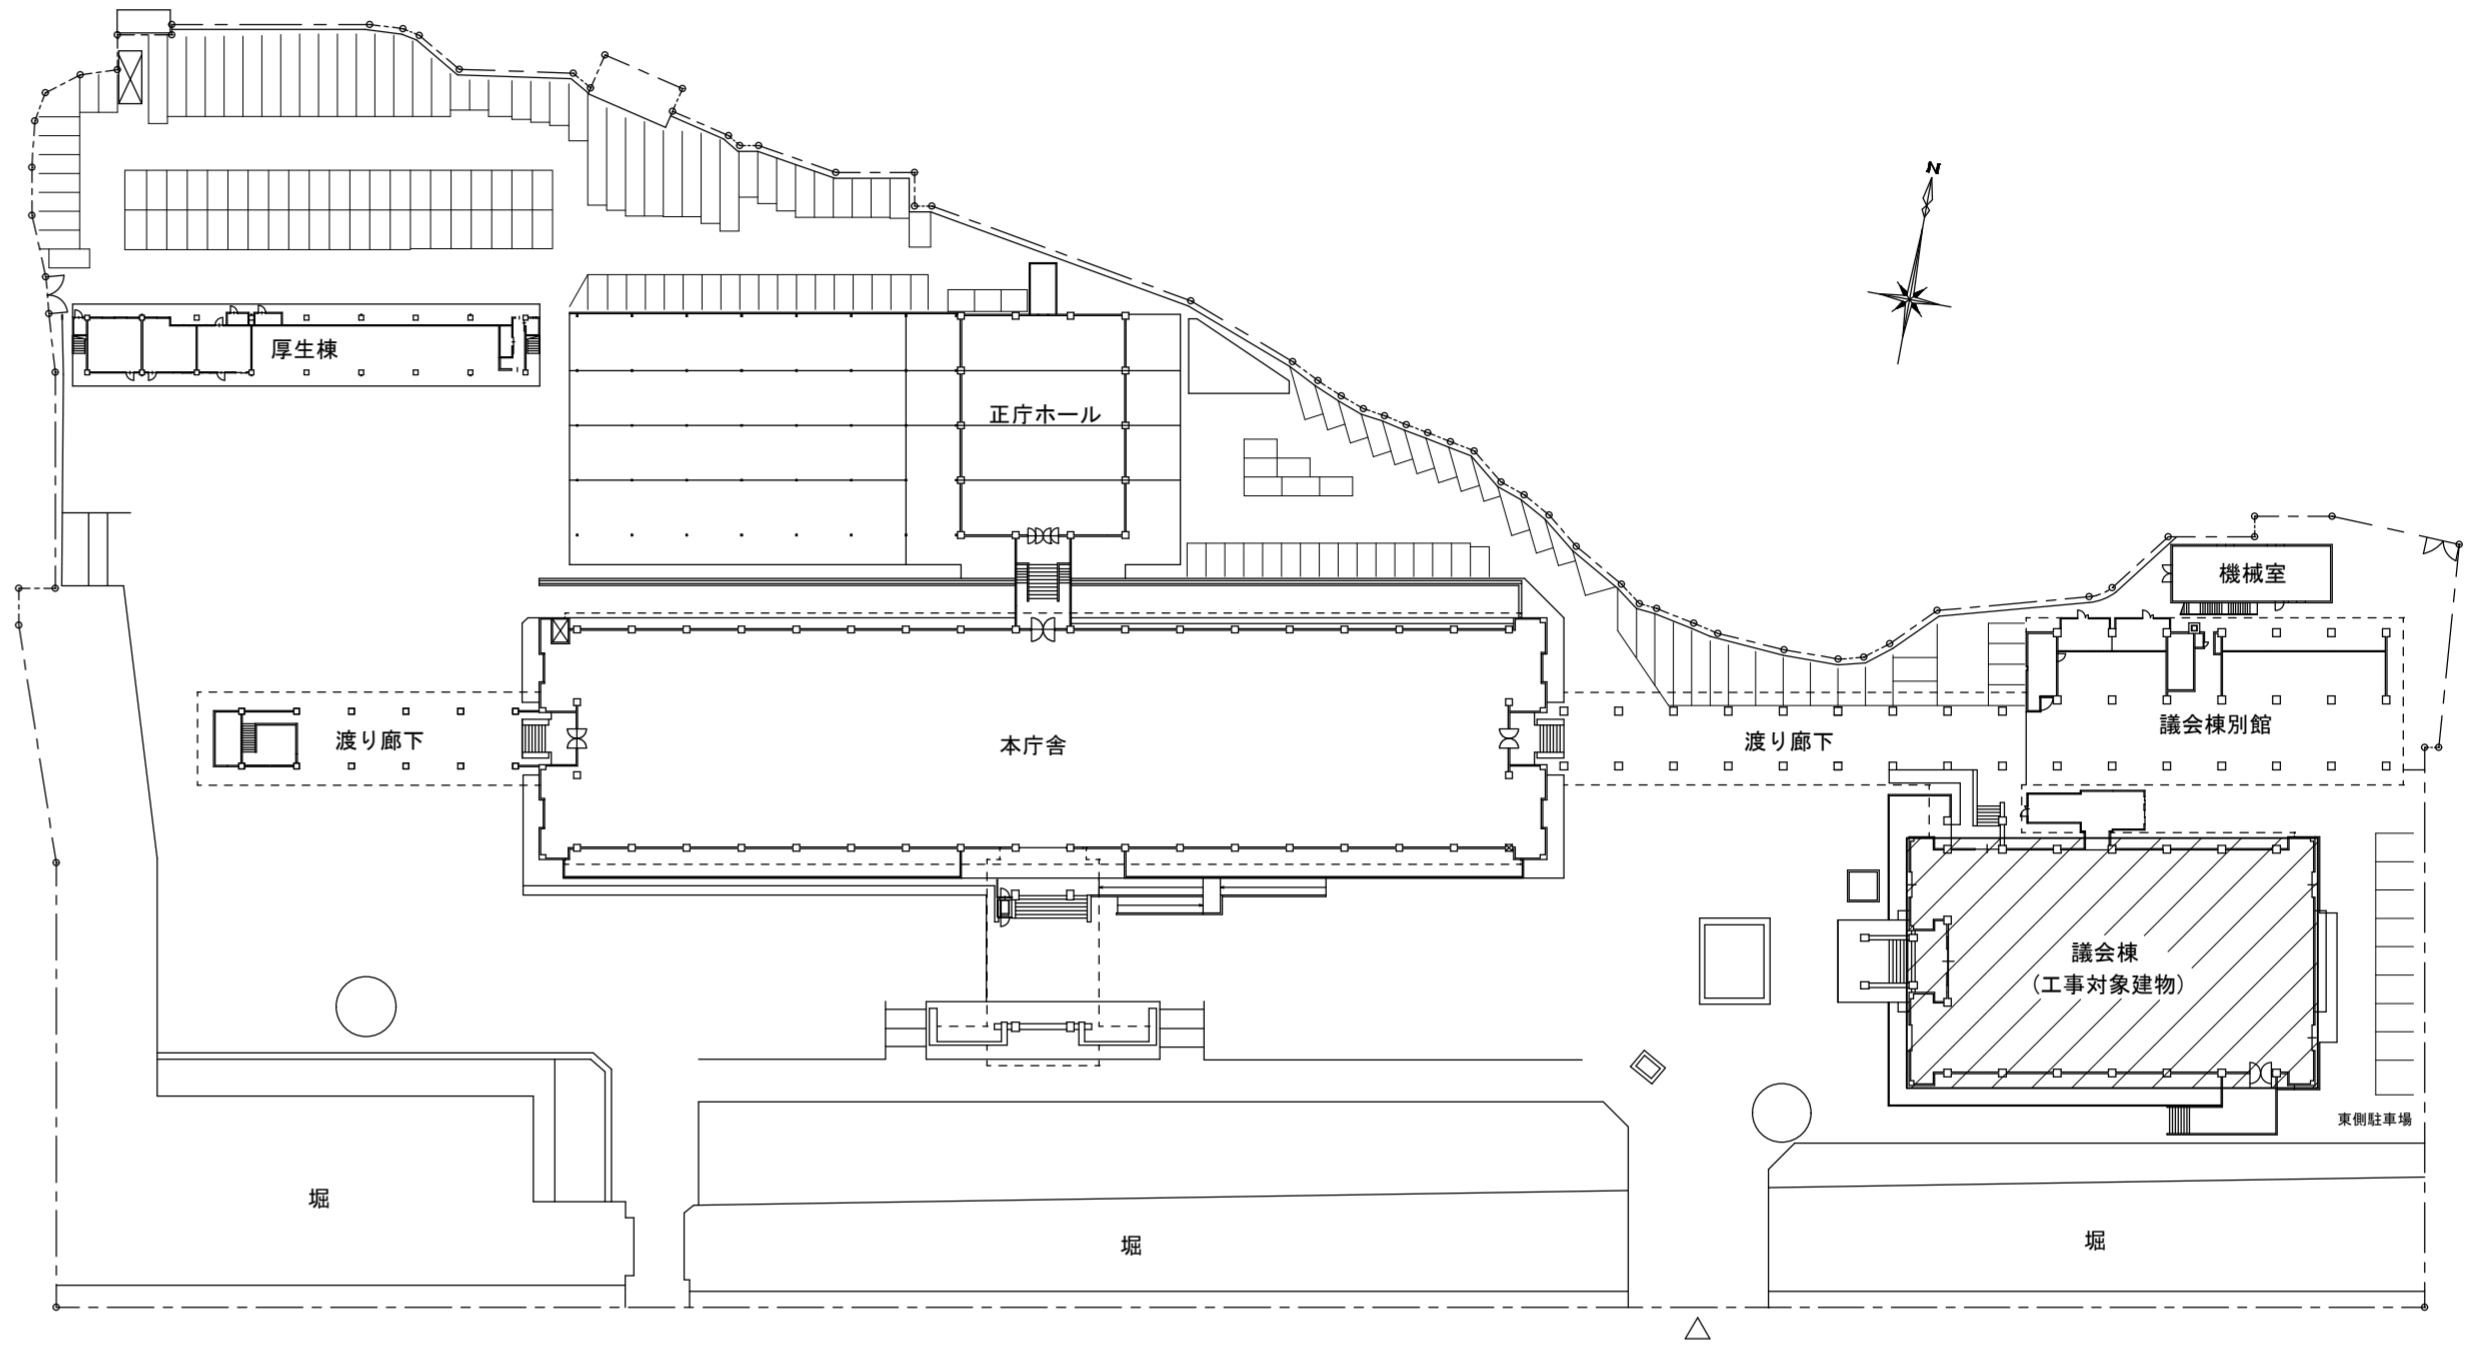 N
厚生棟
正庁ホール
機械室
渡り廊下
本庁舎
渡り廊下
議会棟別館
議会棟
(工事対象建物)
東側駐車場
堀
堀
堀